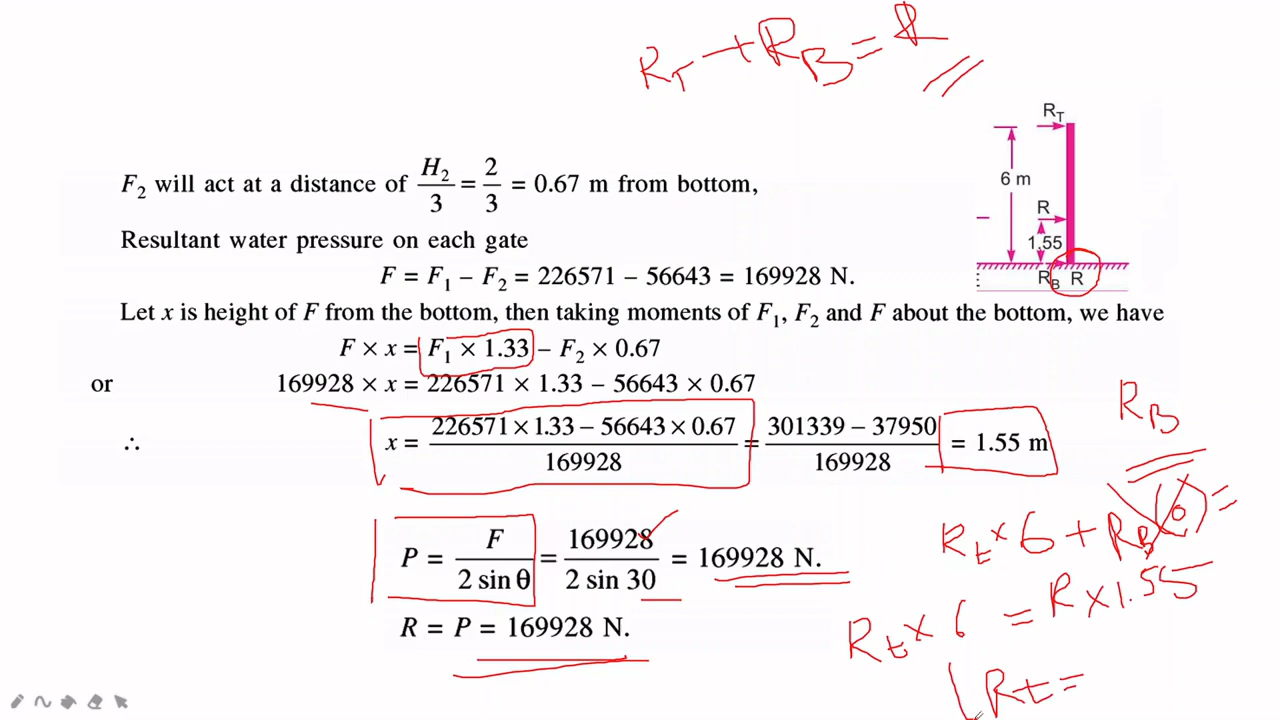 R_T + R_B = R
R_T
6 m
R
1.55
R_B R
F₂ will act at a distance of H₂/3 = 2/3 = 0.67 m from bottom,
Resultant water pressure on each gate
F = F₁ – F₂ = 226571 – 56643 = 169928 N.
Let x is height of F from the bottom, then taking moments of F₁, F₂ and F about the bottom, we have
F × x = F₁ × 1.33 – F₂ × 0.67
or 169928 × x = 226571 × 1.33 – 56643 × 0.67
∴ x = (226571 × 1.33 – 56643 × 0.67)/169928 = (301339 – 37950)/169928 = 1.55 m
R_B
P = F/(2 sin θ) = 169928/(2 sin 30) = 169928 N.
R = P = 169928 N.
R_t × 6 + R_B(0) =
R_t × 6 = R × 1.55
R_t =